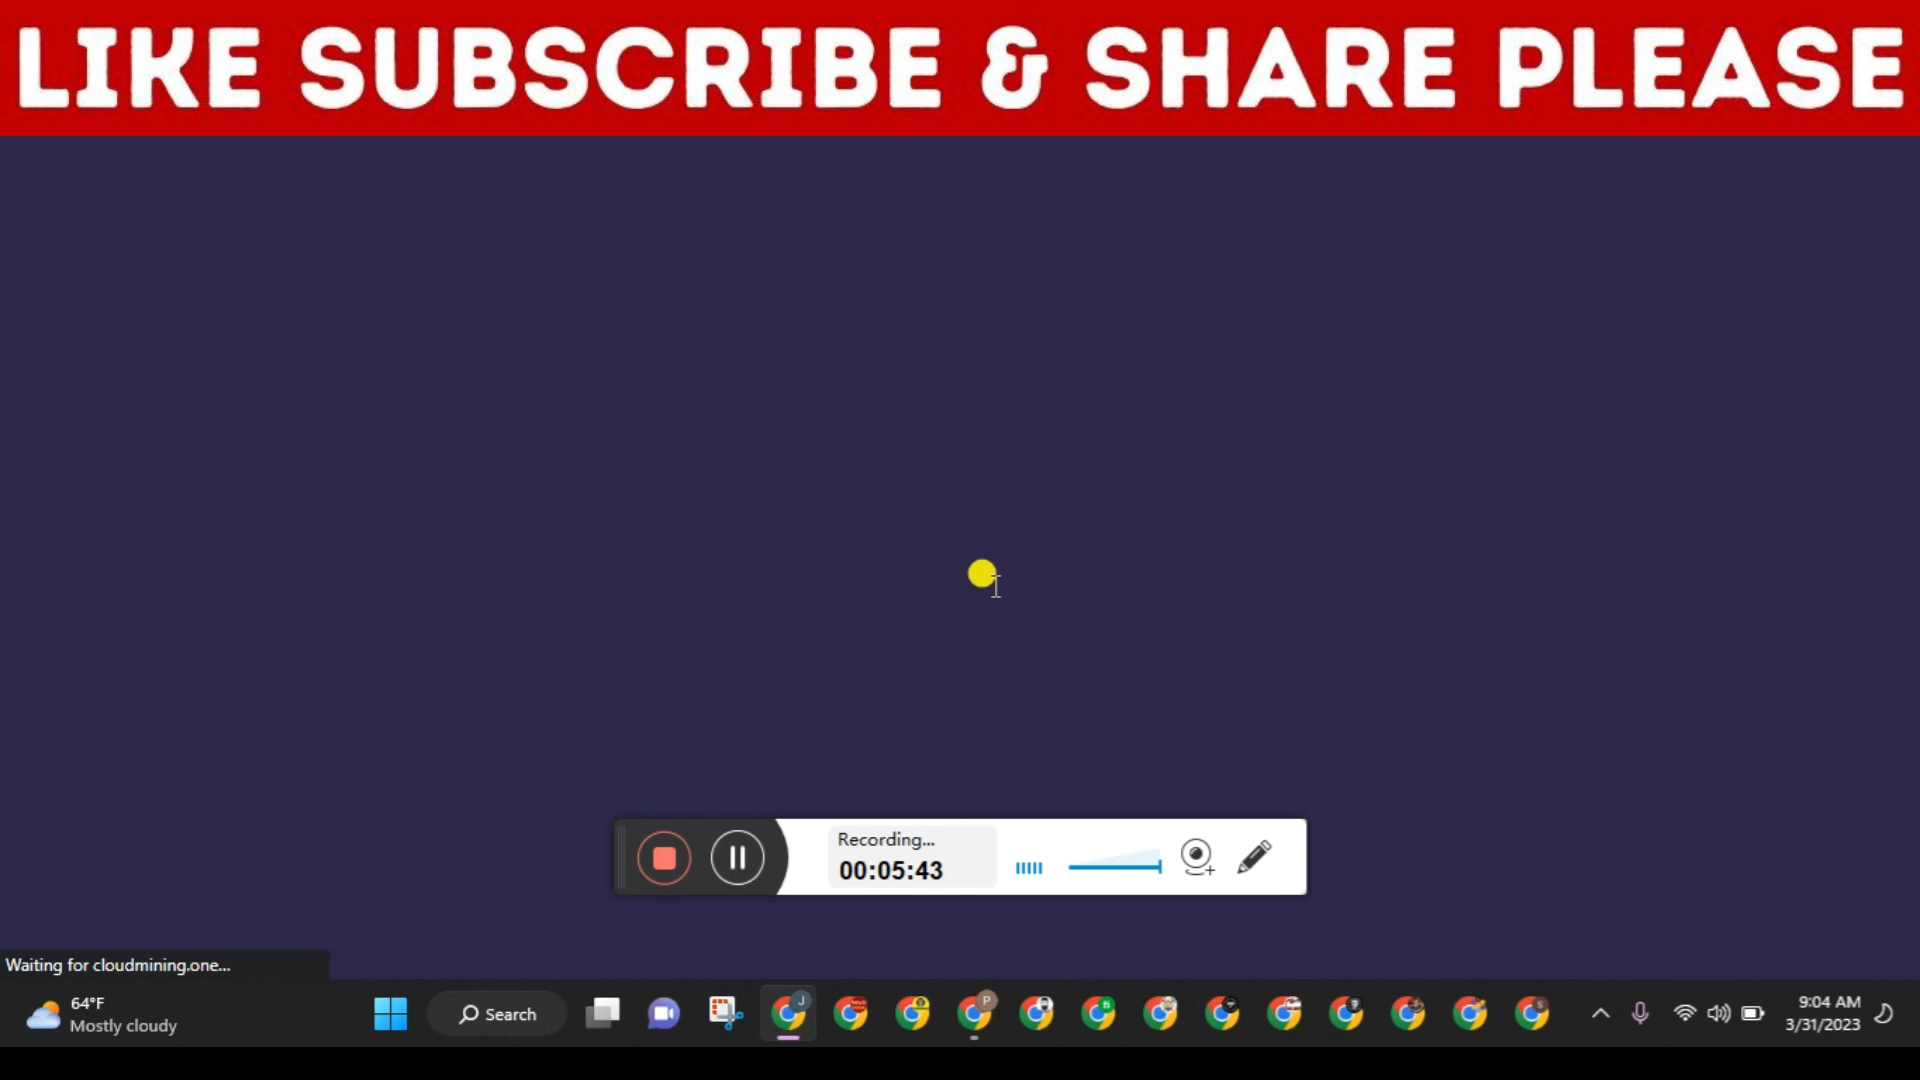 LIKE SUBSCRIBE & SHARE PLEASE
Recording...
00:05:43
Waiting for cloudmining.one...
64°F
Mostly cloudy
Search
J
P
9:04 AM
3/31/2023